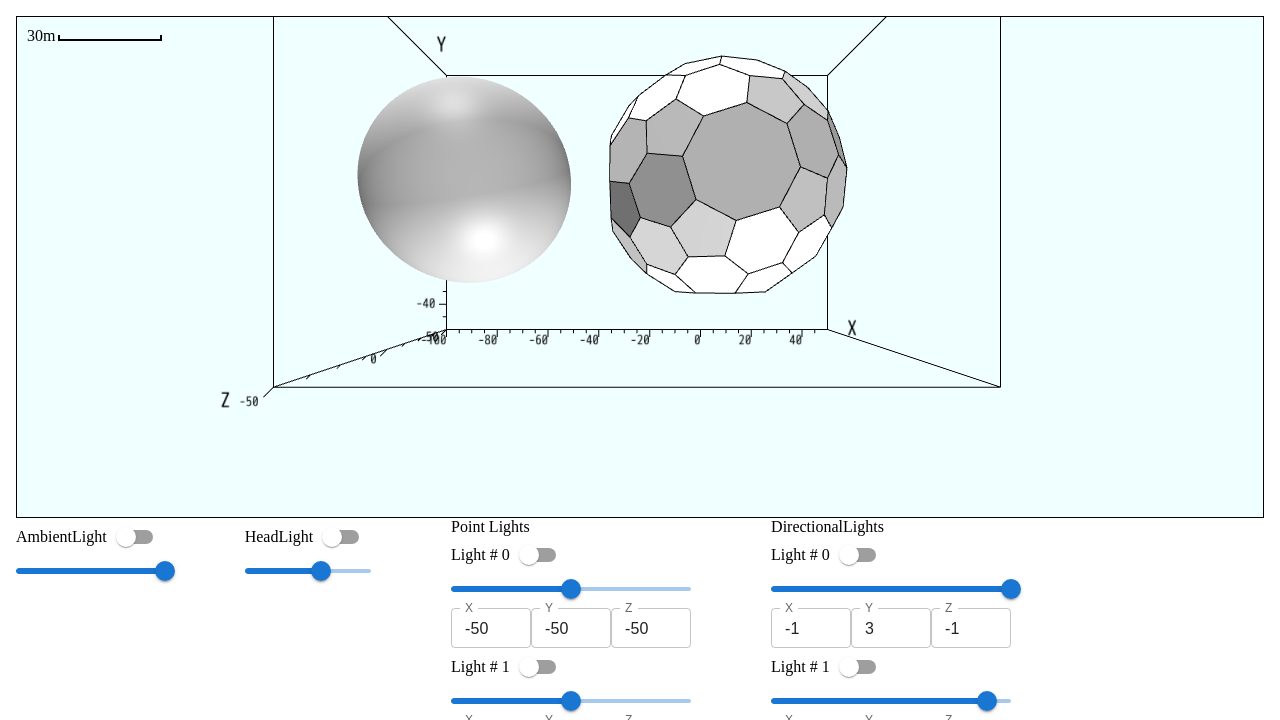 30m
Y
-40
-50
-100 -80 -60 -40 -20 0 20 40
X
0
Z -50
AmbientLight
HeadLight
Point Lights
Light # 0
X Y Z
-50 -50 -50
Light # 1
X Y Z
DirectionalLights
Light # 0
X Y Z
-1 3 -1
Light # 1
X Y Z